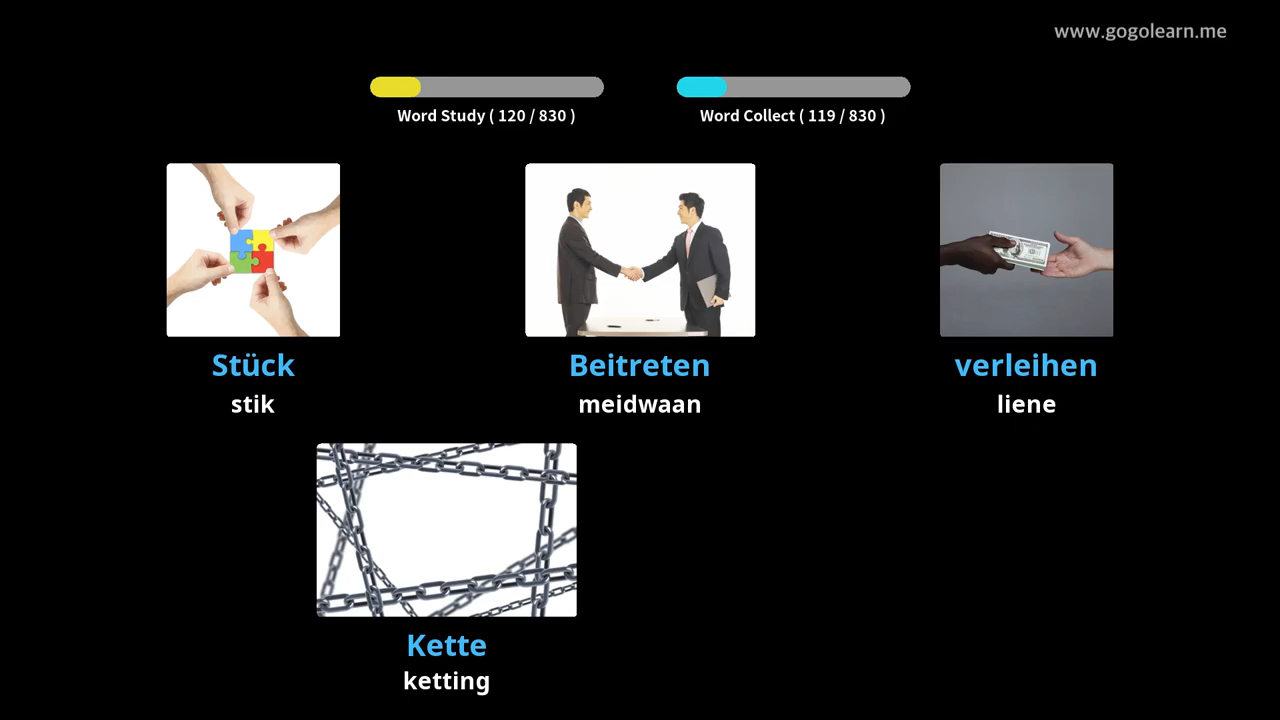 www.gogolearn.me
Word Study ( 120 / 830 )
Word Collect ( 119 / 830 )
Stück
Beitreten
verleihen
stik
meidwaan
liene
Kette
ketting